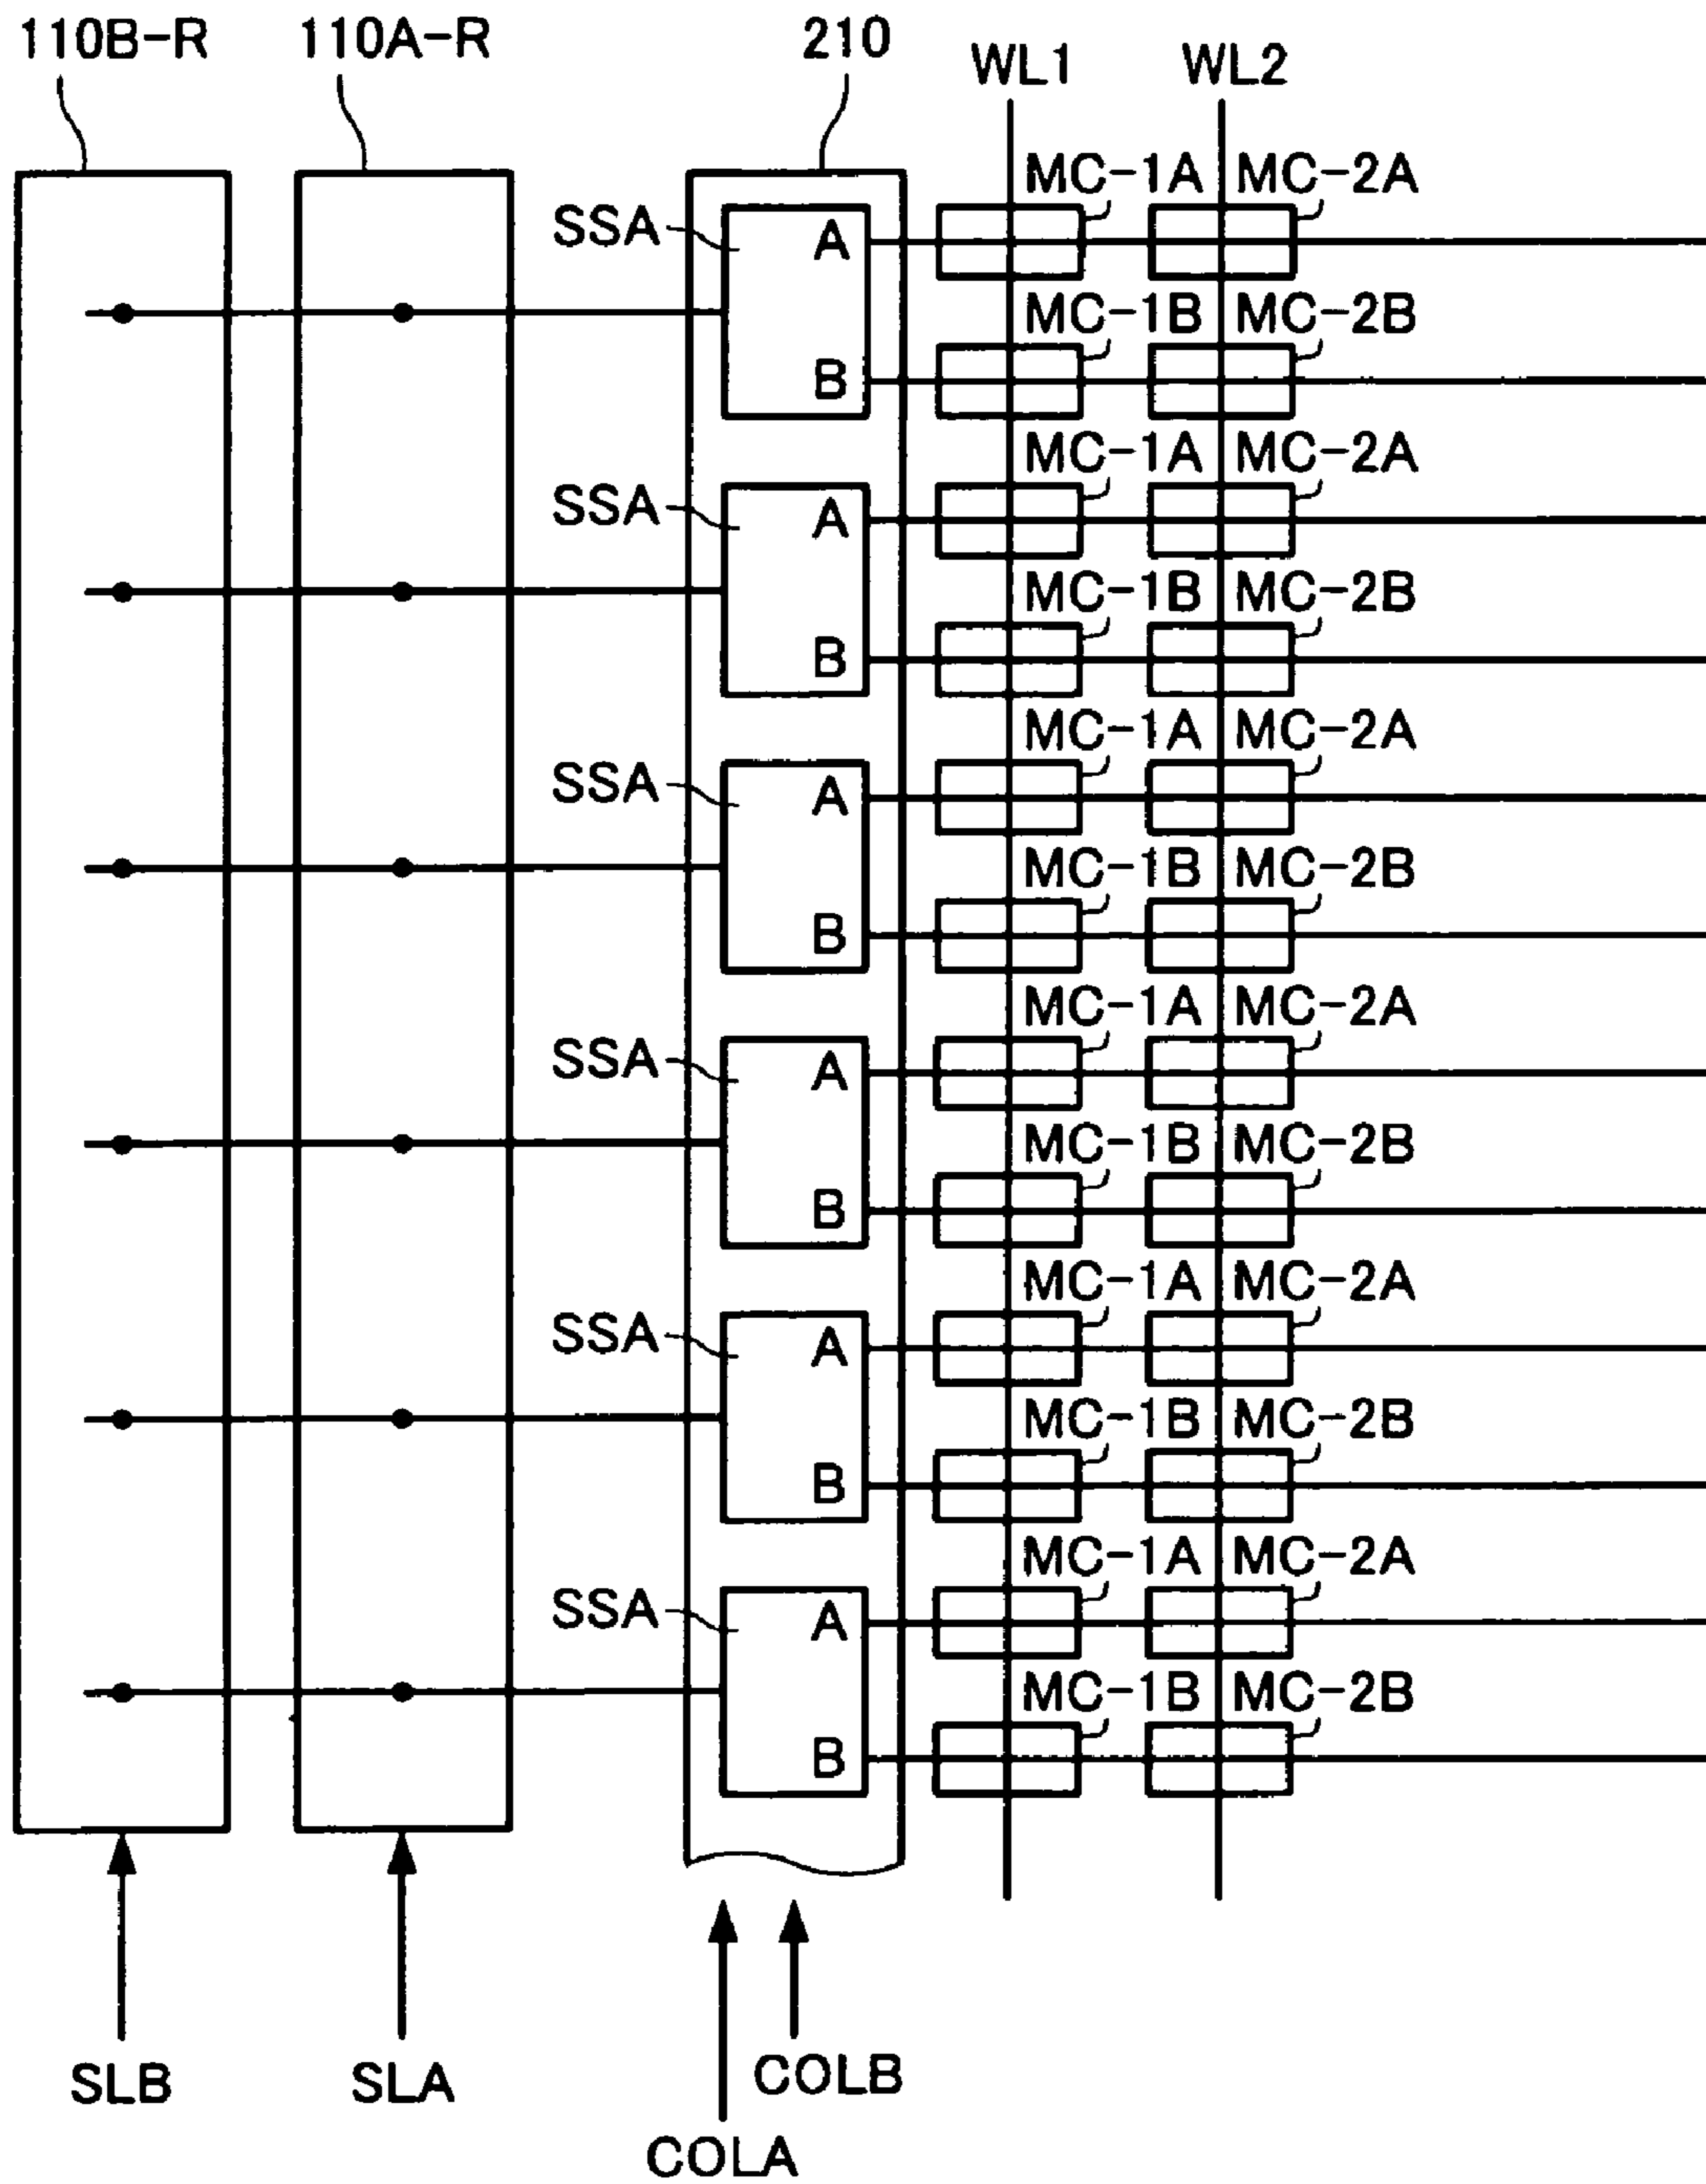 110B-R 110A-R 210 WL1 WL2
MC-1A MC-2A
SSA A
MC-1B MC-2B
B
MC-1A MC-2A
SSA A
MC-1B MC-2B
B
MC-1A MC-2A
SSA A
MC-1B MC-2B
B
MC-1A MC-2A
SSA A
MC-1B MC-2B
B
MC-1A MC-2A
SSA A
MC-1B MC-2B
B
MC-1A MC-2A
SSA A
MC-1B MC-2B
B
SLB SLA COLB
COLA